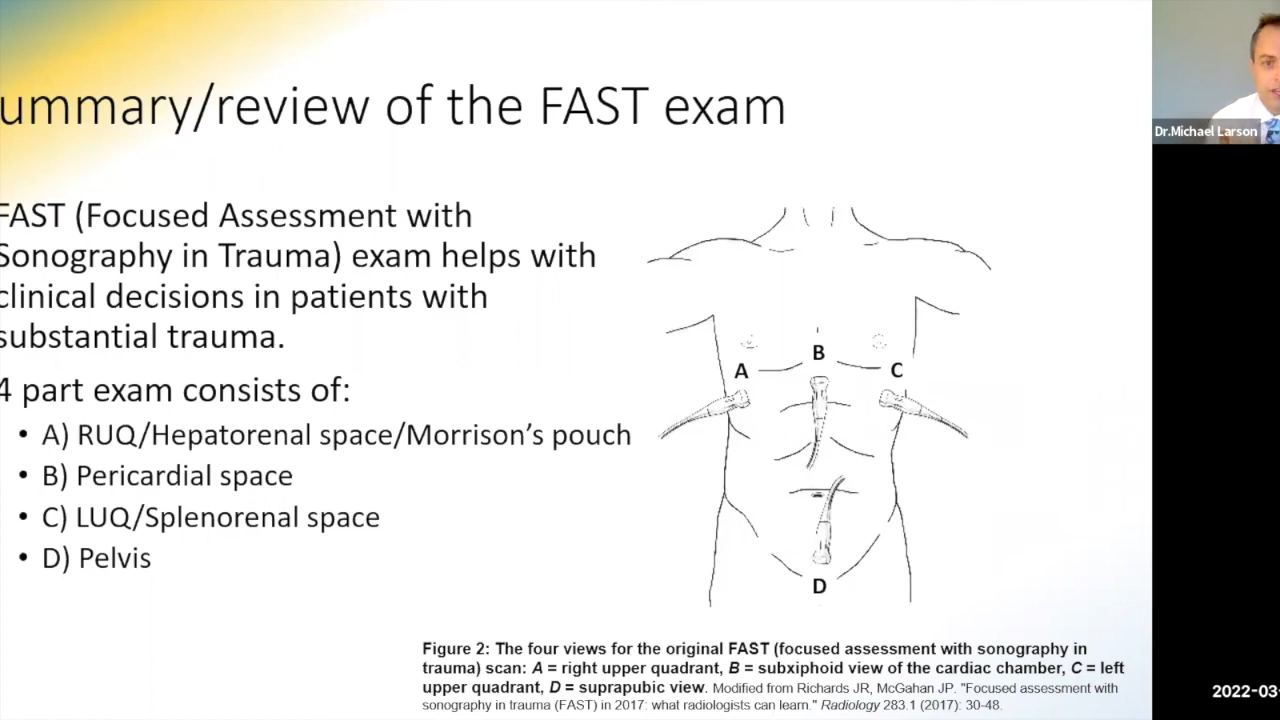 ummary/review of the FAST exam
FAST (Focused Assessment with
Sonography in Trauma) exam helps with
clinical decisions in patients with
substantial trauma.
4 part exam consists of:
• A) RUQ/Hepatorenal space/Morrison’s pouch
• B) Pericardial space
• C) LUQ/Splenorenal space
• D) Pelvis
A
B
C
D
Figure 2: The four views for the original FAST (focused assessment with sonography in
trauma) scan: A = right upper quadrant, B = subxiphoid view of the cardiac chamber, C = left
upper quadrant, D = suprapubic view. Modified from Richards JR, McGahan JP. "Focused assessment with
sonography in trauma (FAST) in 2017: what radiologists can learn." Radiology 283.1 (2017): 30-48.
Dr.Michael Larson
2022-03-